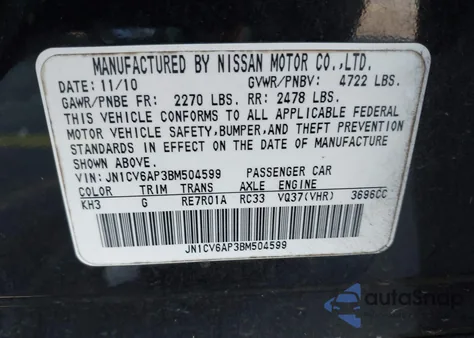 MANUFACTURED BY NISSAN MOTOR CO.,LTD.
DATE: 11/10 GVWR/PNBV: 4722 LBS.
GAWR/PNBE FR: 2270 LBS. RR: 2478 LBS.
THIS VEHICLE CONFORMS TO ALL APPLICABLE FEDERAL
MOTOR VEHICLE SAFETY,BUMPER,AND THEFT PREVENTION
STANDARDS IN EFFECT ON THE DATE OF MANUFACTURE
SHOWN ABOVE.
VIN: JN1CV6AP3BM504599 PASSENGER CAR
COLOR TRIM TRANS AXLE ENGINE
KH3 G RE7R01A RC33 VQ37(VHR) 3696CC
JN1CV6AP3BM504599
autoSnap